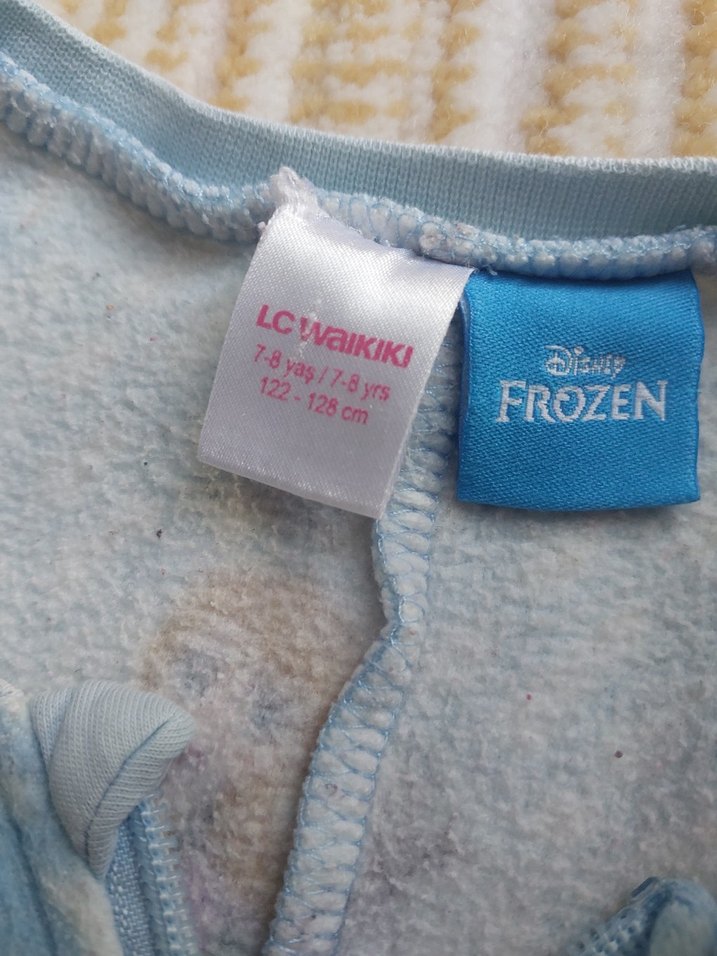 LC WAIKIKI
7-8 yaş / 7-8 yrs
122 - 128 cm
Disney
FROZEN